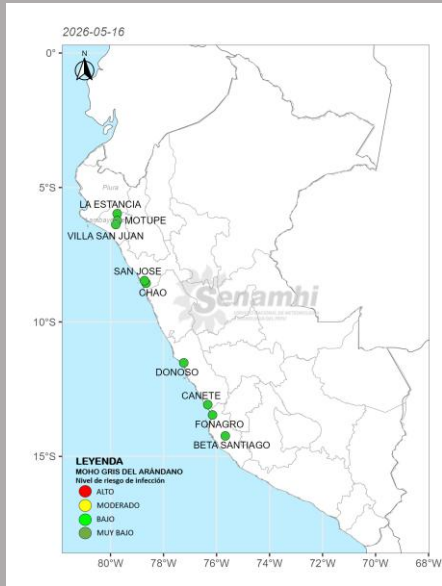 2026-05-16
0°
N
5°S
Piura
LA ESTANCIA
MOTUPE
VILLA SAN JUAN
SAN JOSE
CHAO
Senamhi
10°S
DONOSO
CANETE
FONAGRO
BETA SANTIAGO
15°S
LEYENDA
MOHO GRIS DEL ARÁNDANO
Nivel de riesgo de infección
ALTO
MODERADO
BAJO
MUY BAJO
80°W 78°W 76°W 74°W 72°W 70°W 68°W